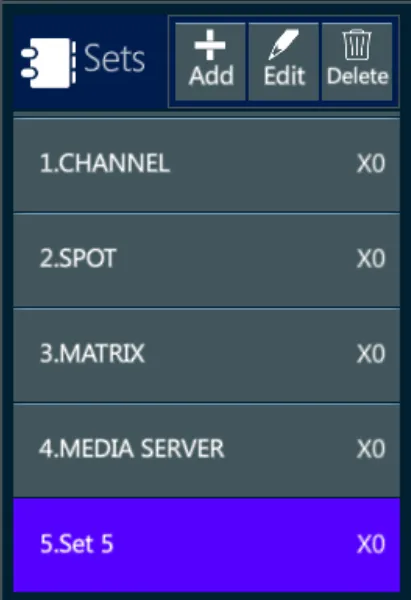 Sets
Add Edit Delete
1.CHANNEL X0
2.SPOT X0
3.MATRIX X0
4.MEDIA SERVER X0
5.Set 5 X0